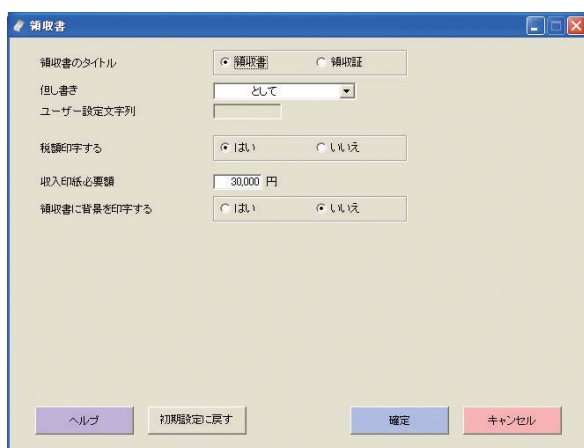 領収書
領収書のタイトル 領収書 領収証
但し書き として
ユーザー設定文字列
税額印字する はい いいえ
収入印紙必要額 30,000 円
領収書に背景を印字する はい いいえ
ヘルプ 初期設定に戻す 確定 キャンセル